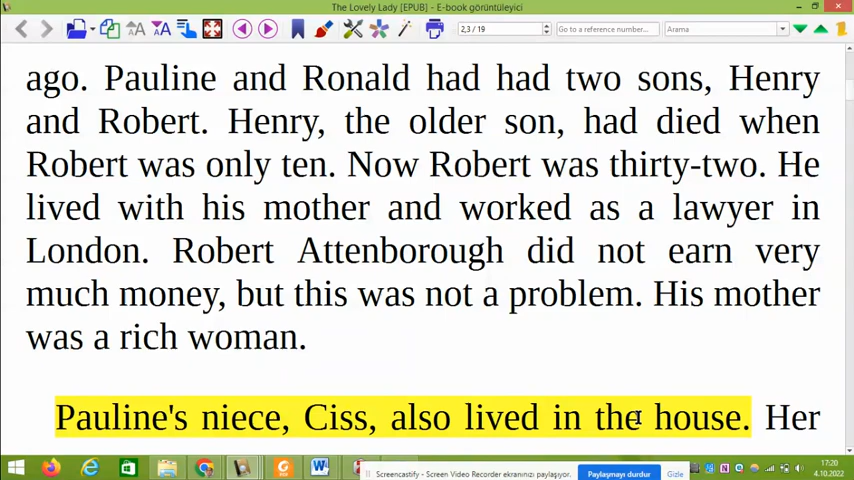 The Lovely Lady [EPUB] - E-book görüntüleyici
2,3 / 19
Go to a reference number...
Arama
ago. Pauline and Ronald had had two sons, Henry
and Robert. Henry, the older son, had died when
Robert was only ten. Now Robert was thirty-two. He
lived with his mother and worked as a lawyer in
London. Robert Attenborough did not earn very
much money, but this was not a problem. His mother
was a rich woman.
Pauline's niece, Ciss, also lived in the house. Her
Screencastify - Screen Video Recorder ekranınızı paylaşıyor.
Paylaşmayı durdur
Gizle
17:20
4.10.2022